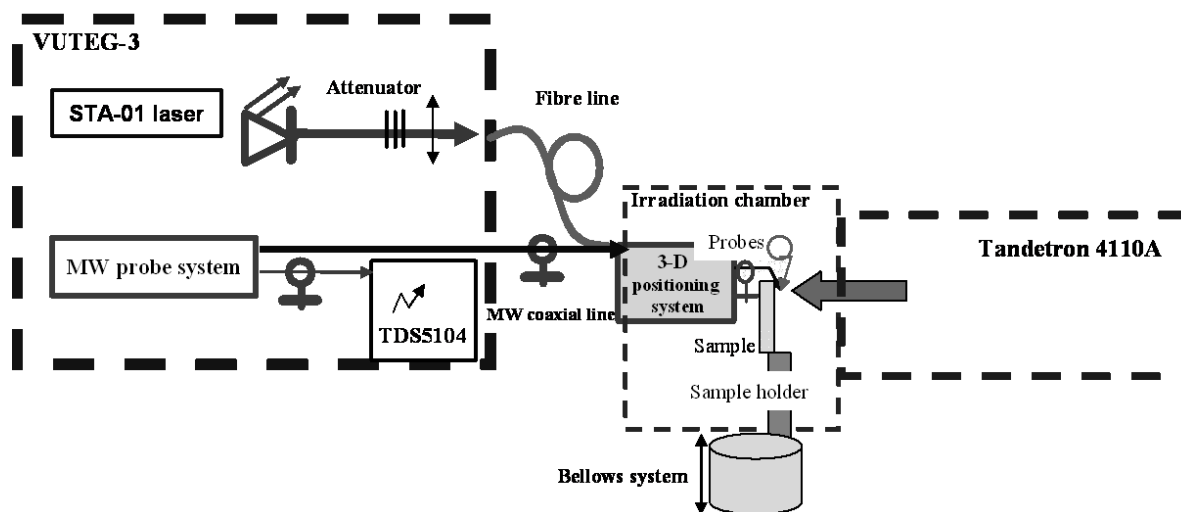 VUTEG-3
STA-01 laser
Attenuator
Fibre line
MW probe system
TDS5104
MW coaxial line
Irradiation chamber
Probes
3-D
positioning
system
Sample
Sample holder
Bellows system
Tandetron 4110A